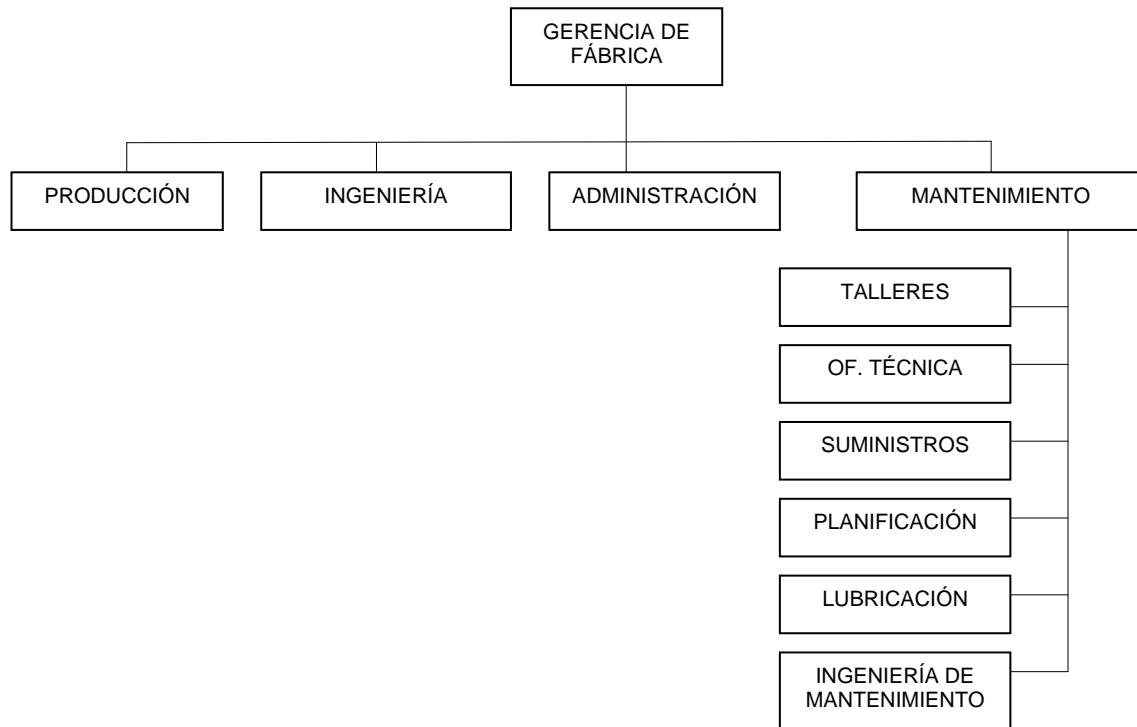 GERENCIA DE
FÁBRICA
PRODUCCIÓN
INGENIERÍA
ADMINISTRACIÓN
MANTENIMIENTO
TALLERES
OF. TÉCNICA
SUMINISTROS
PLANIFICACIÓN
LUBRICACIÓN
INGENIERÍA DE
MANTENIMIENTO